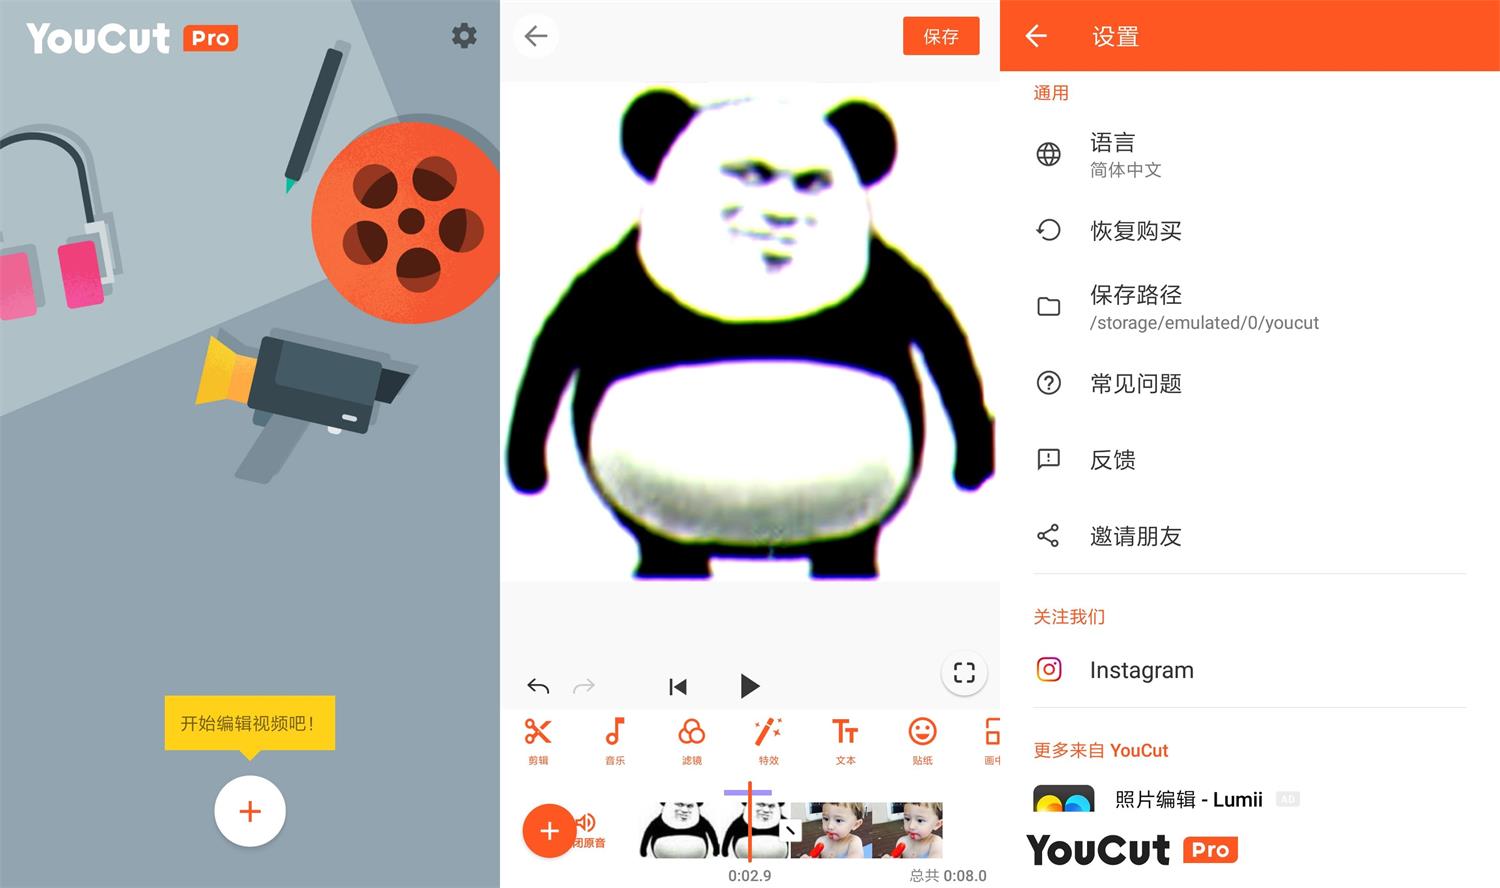 YouCut Pro
开始编辑视频吧！
保存
剪辑
音乐
滤镜
特效
文本
贴纸
画中
闭原音
0:02.9
总共 0:08.0
设置
通用
语言
简体中文
恢复购买
保存路径
/storage/emulated/0/youcut
常见问题
反馈
邀请朋友
关注我们
Instagram
更多来自 YouCut
照片编辑 - Lumii AD
YouCut Pro